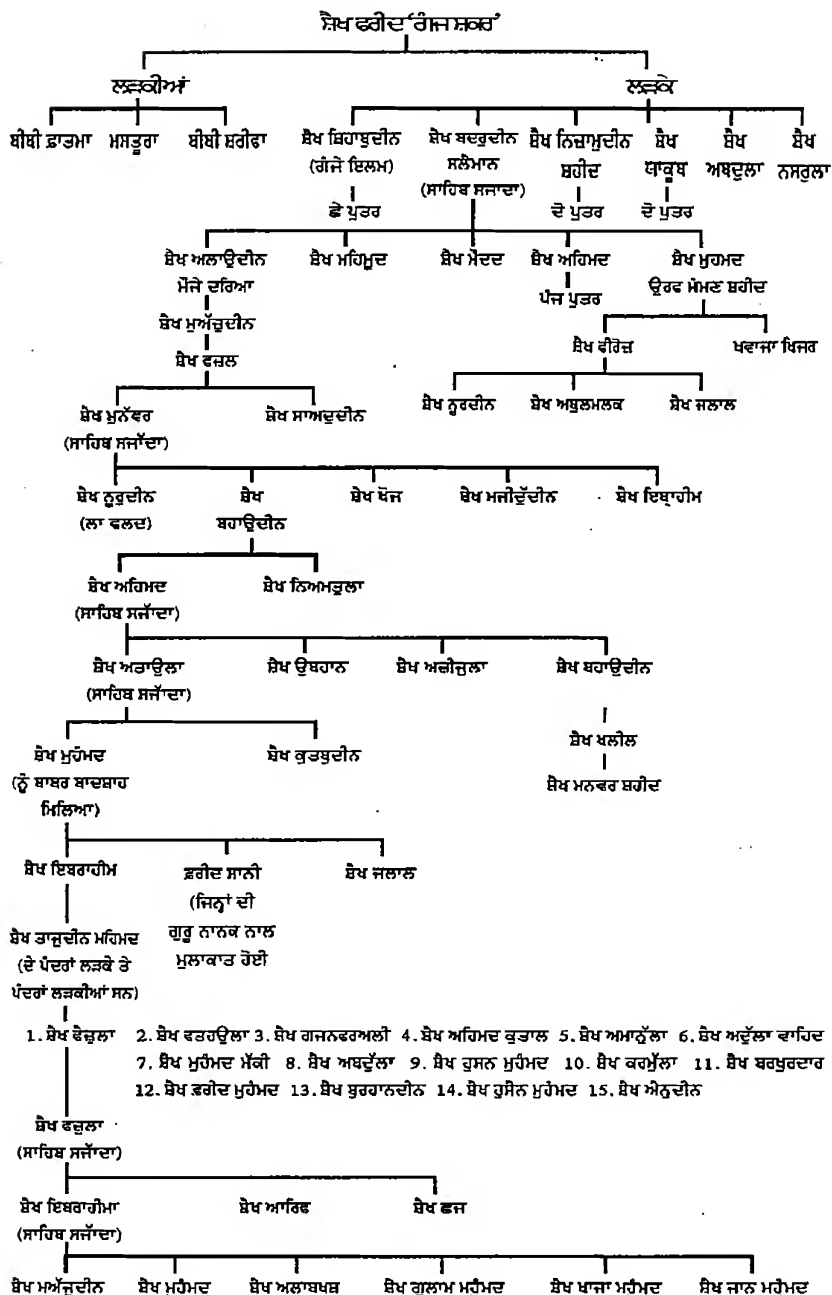 ਸ਼ੈਖ ਫਰੀਦ ‘ਗੰਜ ਸ਼ਕਰ’
ਲੜਕੀਆਂ ਲੜਕੇ
ਬੀਬੀ ਫ਼ਾਤਮਾ ਮਸਤੂਰਾ ਬੀਬੀ ਸ਼ਰੀਫਾ ਸ਼ੈਖ ਸ਼ਿਹਾਬੁਦੀਨ ਸ਼ੈਖ ਬਦਰੁਦੀਨ ਸ਼ੈਖ ਨਿਜ਼ਾਮੁਦੀਨ ਸ਼ੈਖ ਸ਼ੈਖ ਸ਼ੈਖ
(ਗੰਜੇ ਇਲਮ) ਸਲੇਮਾਨ ਸ਼ਹੀਦ ਯਾਕੂਬ ਅਬਦੁਲਾ ਨਸਰੁਲਾ
(ਸਾਹਿਬ ਸਜਾਦਾ)
ਛੇ ਪੁਤਰ ਦੋ ਪੁਤਰ ਦੋ ਪੁਤਰ
ਸ਼ੈਖ ਅਲਾਉਦੀਨ ਸ਼ੈਖ ਮਹਿਮੂਦ ਸ਼ੈਖ ਮੌਦਦ ਸ਼ੈਖ ਅਹਿਮਦ ਸ਼ੈਖ ਮੁਹਮਦ
ਮੌਜੇ ਦਰਿਆ ਪੰਜ ਪੁਤਰ ਉਰਫ ਮੰਮਣ ਸ਼ਹੀਦ
ਸ਼ੈਖ ਮੁਅੱਜ਼ੁਦੀਨ
ਸ਼ੈਖ ਵੀਰੋਜ਼ ਖਵਾਜਾ ਖਿਜਰ
ਸ਼ੈਖ ਫਜ਼ਲ
ਸ਼ੈਖ ਨੂਰਦੀਨ ਸ਼ੈਖ ਅਬੁਲਮਲਕ ਸ਼ੈਖ ਜਲਾਲ
ਸ਼ੇਖ ਮੁਨੱਵਰ ਸ਼ੇਖ ਸਾਅਦੁਦੀਨ
(ਸਾਹਿਬ ਸਜਾੱਦਾ)
ਸ਼ੈਖ ਨੂਰੁਦੀਨ ਸ਼ੈਖ ਸ਼ੈਖ ਖੋਜ ਸ਼ੈਖ ਮਜੀਦੁੱਦੀਨ ਸ਼ੈਖ ਇਬ੍ਰਾਹੀਮ
(ਲਾ ਵਲਦ) ਬਹਾਉਦੀਨ
ਸ਼ੈਖ ਅਹਿਮਦ ਸ਼ੈਖ ਨਿਅਮਤੁਲਾ
(ਸਾਹਿਬ ਸਜਾੱਦਾ)
ਸ਼ੈਖ ਅਤਾਉਲਾ ਸ਼ੈਖ ਉਬਹਾਨ ਸ਼ੈਖ ਅਜ਼ੀਜੁਲਾ ਸ਼ੈਖ ਬਹਾਉਦੀਨ
(ਸਾਹਿਬ ਸਜਾੱਦਾ)
ਸ਼ੇਖ ਮੁਹੰਮਦ ਸ਼ੈਖ ਕੁਤਬੁਦੀਨ ਸ਼ੈਖ ਖਲੀਲ
(ਨੂੰ ਬਾਬਰ ਬਾਦਸ਼ਾਹ ਸ਼ੈਖ ਮਨਵਰ ਸ਼ਹੀਦ
ਮਿਲਿਆ)
ਸ਼ੈਖ ਇਬਰਾਹੀਮ ਫ਼ਰੀਦ ਸਾਨੀ ਸ਼ੈਖ ਜਲਾਲ
(ਜਿਨ੍ਹਾਂ ਦੀ
ਗੁਰੂ ਨਾਨਕ ਨਾਲ
ਮੁਲਾਕਾਤ ਹੋਈ
ਸ਼ੈਖ ਤਾਜੁਦੀਨ ਮਹਿਮਦ
(ਦੇ ਪੰਦਰਾਂ ਲੜਕੇ ਤੇ
ਪੰਦਰਾਂ ਲੜਕੀਆਂ ਸਨ)
1. ਸ਼ੈਖ ਫੈਜ਼ੁਲਾ 2. ਸ਼ੈਖ ਫਤਹਉਲਾ 3. ਸ਼ੈਖ ਗਜਨਫਰਅਲੀ 4. ਸ਼ੈਖ ਅਹਿਮਦ ਕੁਤਾਲ 5. ਸ਼ੈਖ ਅਮਾਨੁੱਲਾ 6. ਸ਼ੈਖ ਅਦੁੱਲਾ ਵਾਹਿਦ
7. ਸ਼ੈਖ ਮੁਹੰਮਦ ਮੱਕੀ 8. ਸ਼ੈਖ ਅਬਦੁੱਲਾ 9. ਸ਼ੈਖ ਹੁਸਨ ਮੁਹੰਮਦ 10. ਸ਼ੈਖ ਕਰਮੁੱਲਾ 11. ਸ਼ੈਖ ਬਰਖੁਰਦਾਰ
12. ਸ਼ੈਖ ਫ਼ਰੀਦ ਮੁਹੰਮਦ 13. ਸ਼ੈਖ ਬੁਰਹਾਨਦੀਨ 14. ਸ਼ੈਖ ਹੁਸੈਨ ਮੁਹੰਮਦ 15. ਸ਼ੈਖ ਐਨੁਦੀਨ
ਸ਼ੈਖ ਫਜ਼ੁਲਾ
(ਸਾਹਿਬ ਸਜਾੱਦਾ)
ਸ਼ੈਖ ਇਬਰਾਹੀਮਾ ਸ਼ੈਖ ਆਰਿਫ ਸ਼ੈਖ ਛਜ
(ਸਾਹਿਬ ਸਜਾੱਦਾ)
ਸ਼ੈਖ ਮਅੱਜੁਦੀਨ ਸ਼ੈਖ ਮੁਹੰਮਦ ਸ਼ੈਖ ਅਲਾਬਖਸ਼ ਸ਼ੈਖ ਗੁਲਾਮ ਮਹੰਮਦ ਸ਼ੈਖ ਖਾਜਾ ਮਹੰਮਦ ਸ਼ੈਖ ਜਾਨ ਮਹੰਮਦ